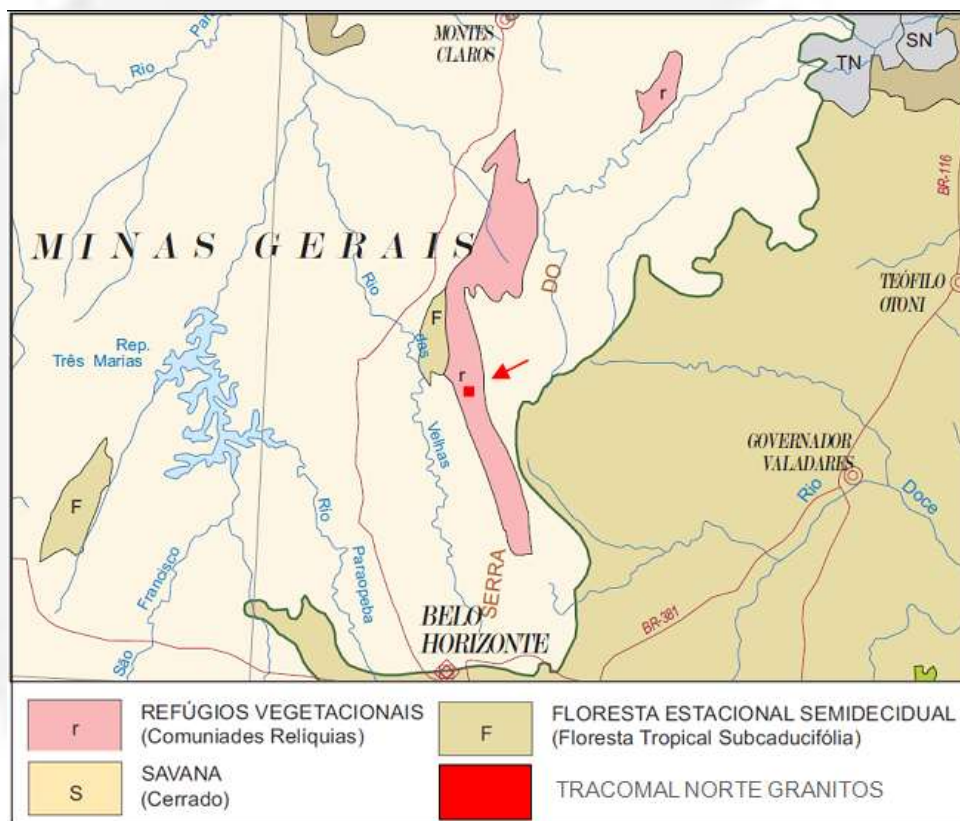 MONTES
CLAROS
Rio
Par
TN
SN
r
BR-116
MINAS GERAIS
DO
TEÓFILO
OTONI
Rio
F
das
Rep.
Três Marias
r
Velhas
GOVERNADOR
VALADARES
Rio
Doce
F
Rio
Paraopeba
Francisco
São
SERRA
BELO
HORIZONTE
BR-381
r
REFÚGIOS VEGETACIONAIS
(Comuniades Relíquias)
F
FLORESTA ESTACIONAL SEMIDECIDUAL
(Floresta Tropical Subcaducifólia)
S
SAVANA
(Cerrado)
TRACOMAL NORTE GRANITOS